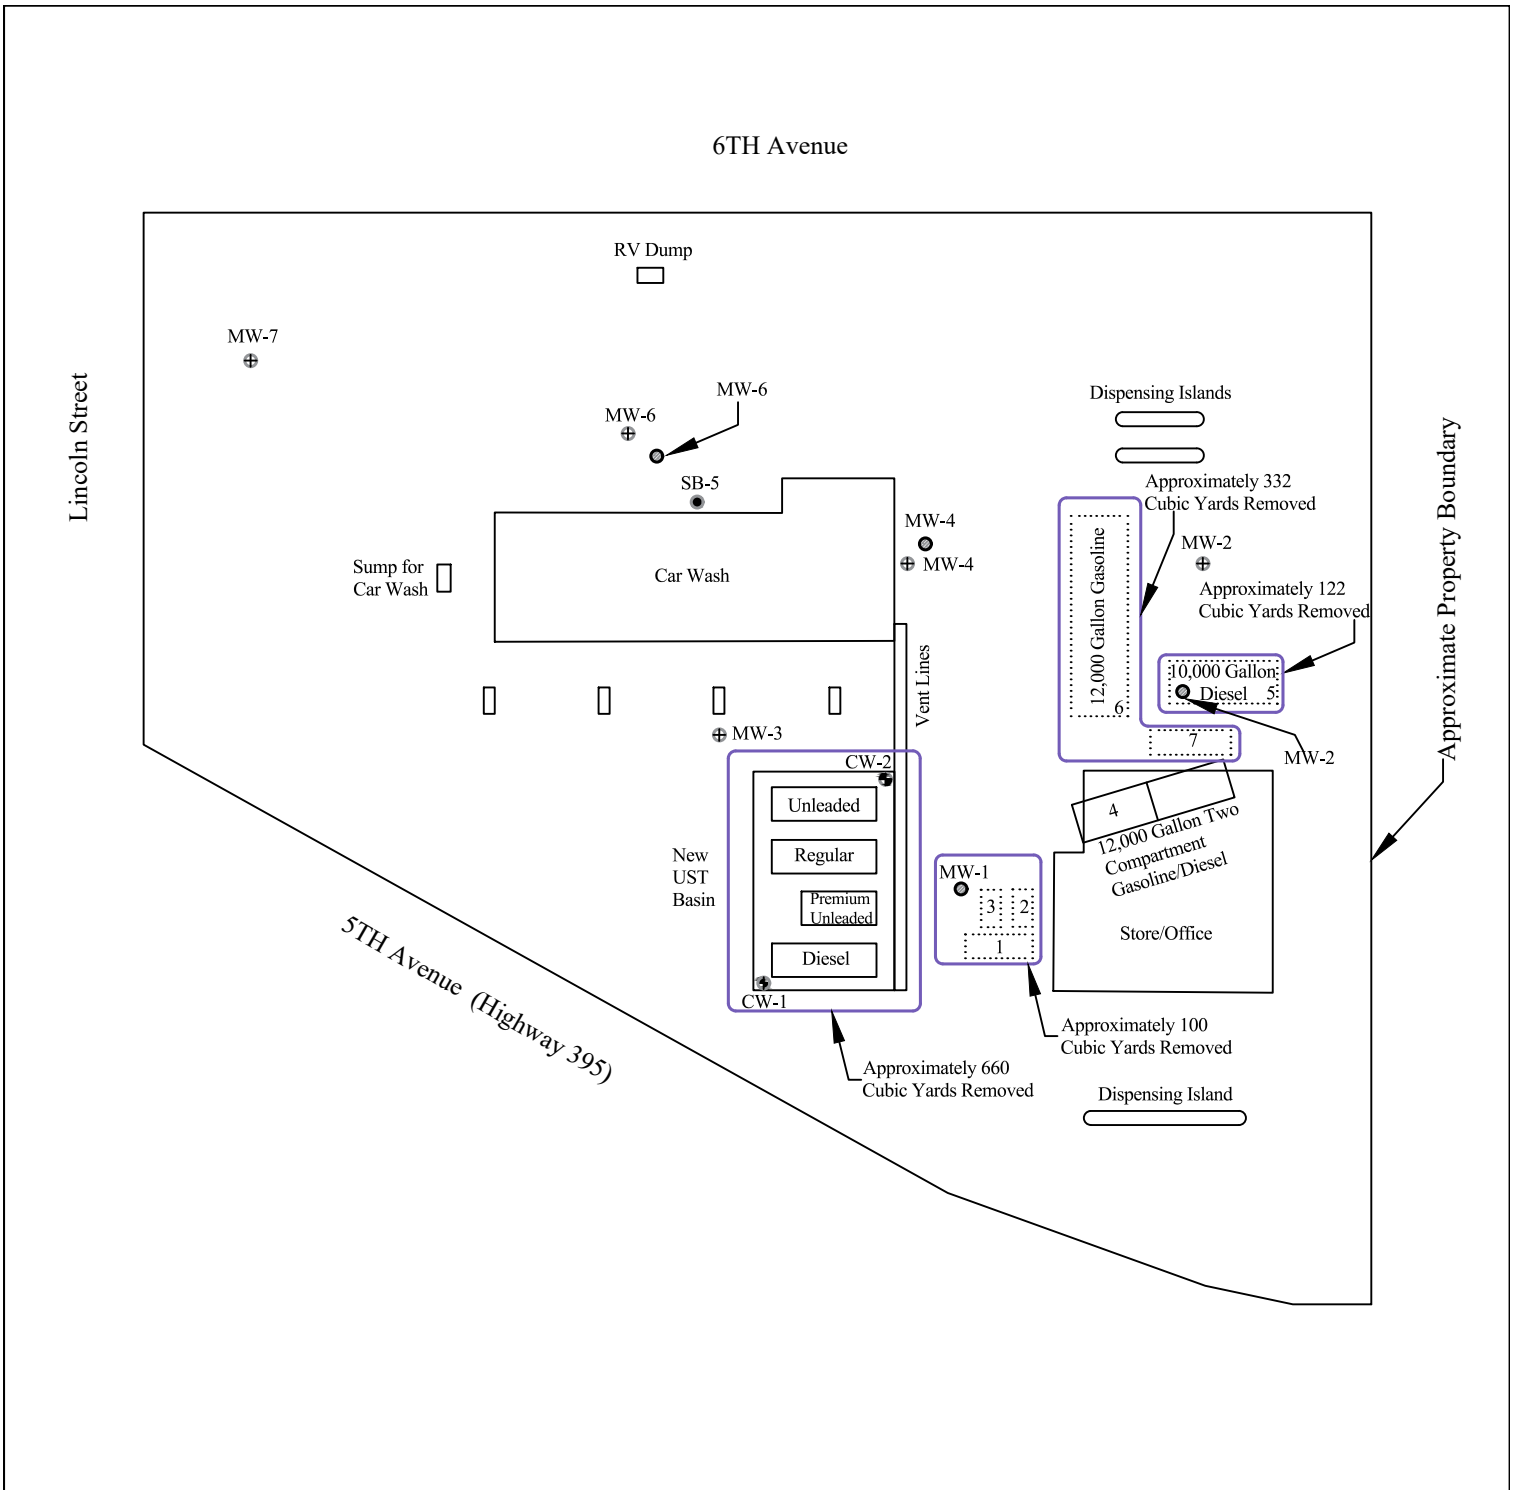 6TH Avenue
RV Dump
MW-7
Lincoln Street
MW-6
MW-6
Dispensing Islands
SB-5
Approximately 332
Cubic Yards Removed
Approximate Property Boundary
MW-4
MW-4
MW-2
Sump for
Car Wash
Car Wash
12,000 Gallon Gasoline
6
Approximately 122
Cubic Yards Removed
Vent Lines
10,000 Gallon
Diesel
5
MW-3
7
MW-2
CW-2
Unleaded
4
12,000 Gallon Two
Compartment
Gasoline/Diesel
New
UST
Basin
Regular
Premium
Unleaded
MW-1
3
2
1
Store/Office
Diesel
CW-1
5TH Avenue (Highway 395)
Approximately 100
Cubic Yards Removed
Approximately 660
Cubic Yards Removed
Dispensing Island